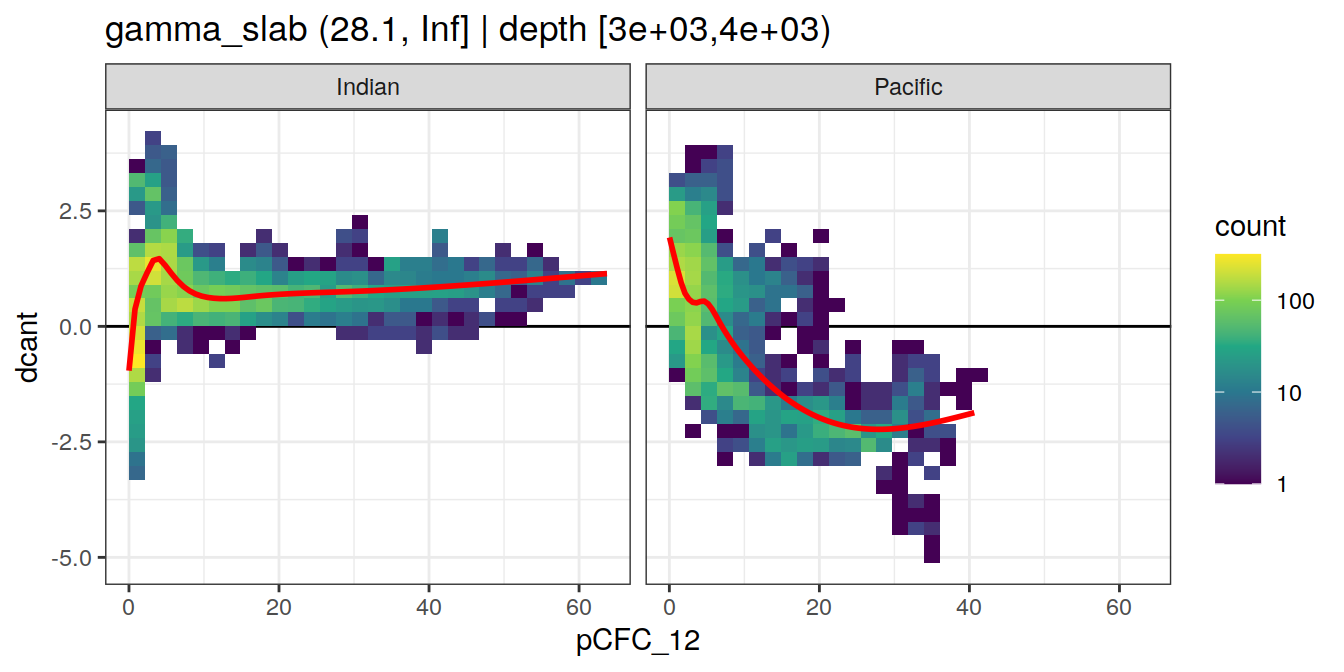 gamma_slab (28.1, Inf] | depth [3e+03,4e+03)
Indian
Pacific
2.5
0.0
-2.5
-5.0
dcant
0
20
40
60
0
20
40
60
pCFC_12
count
100
10
1